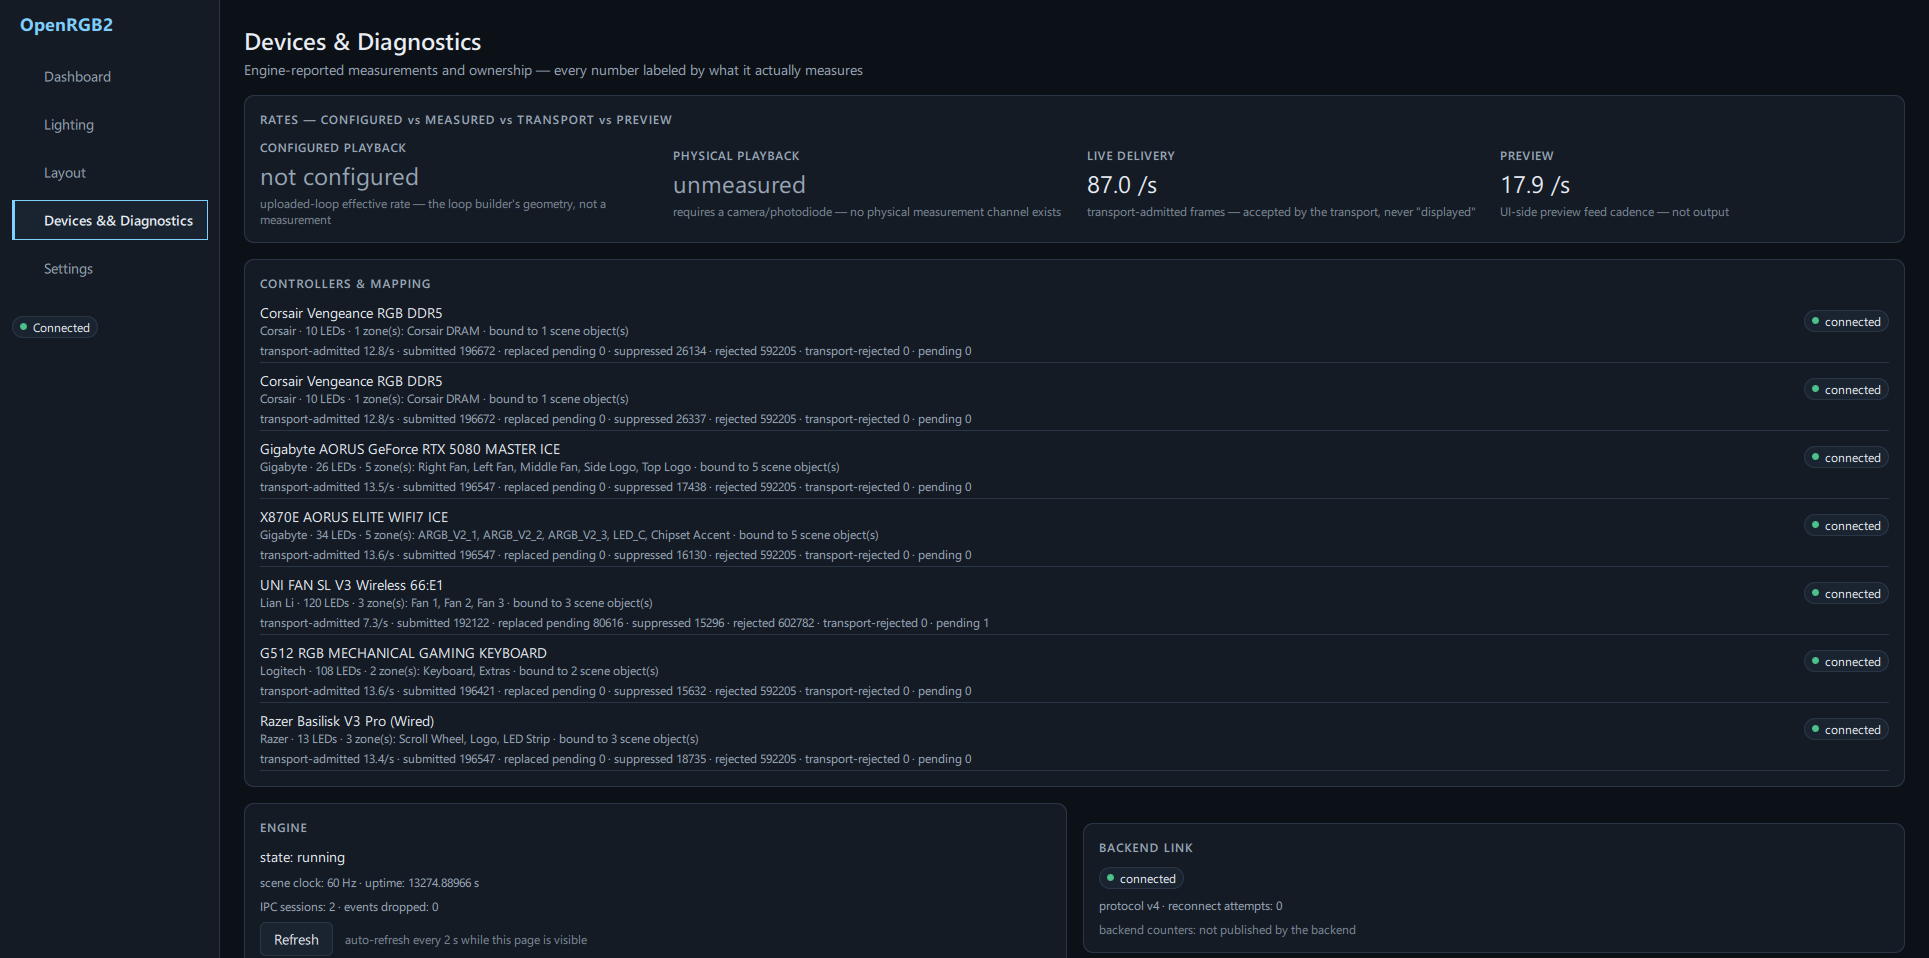 OpenRGB2
Dashboard
Lighting
Layout
Devices && Diagnostics
Settings
Connected
Devices & Diagnostics
Engine-reported measurements and ownership — every number labeled by what it actually measures
RATES — CONFIGURED vs MEASURED vs TRANSPORT vs PREVIEW
CONFIGURED PLAYBACK
not configured
uploaded-loop effective rate — the loop builder's geometry, not a
measurement
PHYSICAL PLAYBACK
unmeasured
requires a camera/photodiode — no physical measurement channel exists
LIVE DELIVERY
87.0 /s
transport-admitted frames — accepted by the transport, never "displayed"
PREVIEW
17.9 /s
UI-side preview feed cadence — not output
CONTROLLERS & MAPPING
Corsair Vengeance RGB DDR5
Corsair · 10 LEDs · 1 zone(s): Corsair DRAM · bound to 1 scene object(s)
transport-admitted 12.8/s · submitted 196672 · replaced pending 0 · suppressed 26134 · rejected 592205 · transport-rejected 0 · pending 0
connected
Corsair Vengeance RGB DDR5
Corsair · 10 LEDs · 1 zone(s): Corsair DRAM · bound to 1 scene object(s)
transport-admitted 12.8/s · submitted 196672 · replaced pending 0 · suppressed 26337 · rejected 592205 · transport-rejected 0 · pending 0
connected
Gigabyte AORUS GeForce RTX 5080 MASTER ICE
Gigabyte · 26 LEDs · 5 zone(s): Right Fan, Left Fan, Middle Fan, Side Logo, Top Logo · bound to 5 scene object(s)
transport-admitted 13.5/s · submitted 196547 · replaced pending 0 · suppressed 17438 · rejected 592205 · transport-rejected 0 · pending 0
connected
X870E AORUS ELITE WIFI7 ICE
Gigabyte · 34 LEDs · 5 zone(s): ARGB_V2_1, ARGB_V2_2, ARGB_V2_3, LED_C, Chipset Accent · bound to 5 scene object(s)
transport-admitted 13.6/s · submitted 196547 · replaced pending 0 · suppressed 16130 · rejected 592205 · transport-rejected 0 · pending 0
connected
UNI FAN SL V3 Wireless 66:E1
Lian Li · 120 LEDs · 3 zone(s): Fan 1, Fan 2, Fan 3 · bound to 3 scene object(s)
transport-admitted 7.3/s · submitted 192122 · replaced pending 80616 · suppressed 15296 · rejected 602782 · transport-rejected 0 · pending 1
connected
G512 RGB MECHANICAL GAMING KEYBOARD
Logitech · 108 LEDs · 2 zone(s): Keyboard, Extras · bound to 2 scene object(s)
transport-admitted 13.6/s · submitted 196421 · replaced pending 0 · suppressed 15632 · rejected 592205 · transport-rejected 0 · pending 0
connected
Razer Basilisk V3 Pro (Wired)
Razer · 13 LEDs · 3 zone(s): Scroll Wheel, Logo, LED Strip · bound to 3 scene object(s)
transport-admitted 13.4/s · submitted 196547 · replaced pending 0 · suppressed 18735 · rejected 592205 · transport-rejected 0 · pending 0
connected
ENGINE
state: running
scene clock: 60 Hz · uptime: 13274.88966 s
IPC sessions: 2 · events dropped: 0
Refresh
auto-refresh every 2 s while this page is visible
BACKEND LINK
connected
protocol v4 · reconnect attempts: 0
backend counters: not published by the backend